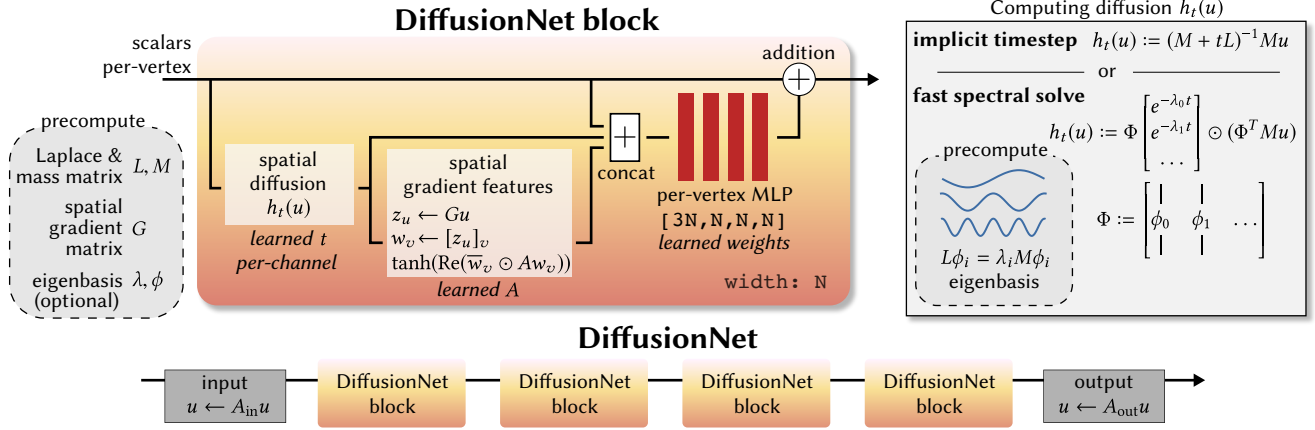 DiffusionNet block
scalars
per-vertex
addition
precompute
Laplace &
mass matrix L, M
spatial
gradient G
matrix
eigenbasis λ, ϕ
(optional)
spatial
diffusion
h_t(u)
learned t
per-channel
spatial
gradient features
z_u ← Gu
w_v ← [z_u]_v
tanh(Re(w̅_v ⊙ Aw_v))
learned A
+
concat
+
per-vertex MLP
[3N,N,N,N]
learned weights
width: N
Computing diffusion h_t(u)
implicit timestep h_t(u) := (M + tL)^{-1}Mu
or
fast spectral solve
h_t(u) := Φ [e^{-λ_0 t} e^{-λ_1 t} ...] ⊙ (Φ^T Mu)
precompute
Lϕ_i = λ_i Mϕ_i
eigenbasis
Φ := [ϕ_0 ϕ_1 ...]
DiffusionNet
input
u ← A_in u
DiffusionNet
block
DiffusionNet
block
DiffusionNet
block
DiffusionNet
block
output
u ← A_out u